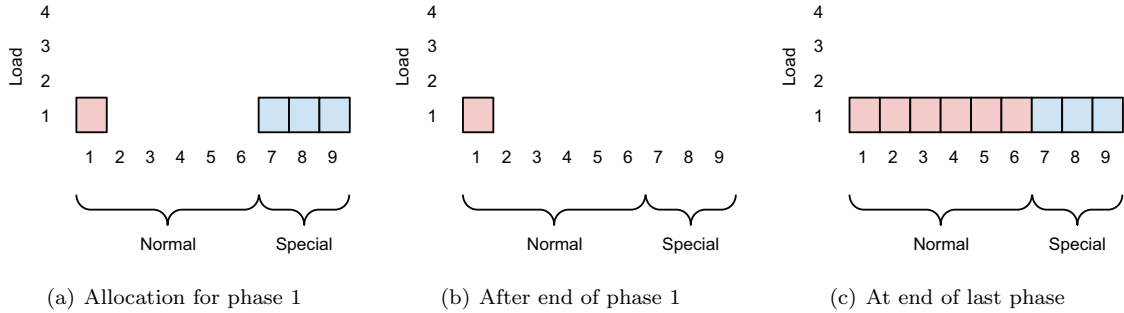 4
3
2
1
Load
1 2 3 4 5 6 7 8 9
Normal Special
(a) Allocation for phase 1
4
3
2
1
Load
1 2 3 4 5 6 7 8 9
Normal Special
(b) After end of phase 1
4
3
2
1
Load
1 2 3 4 5 6 7 8 9
Normal Special
(c) At end of last phase